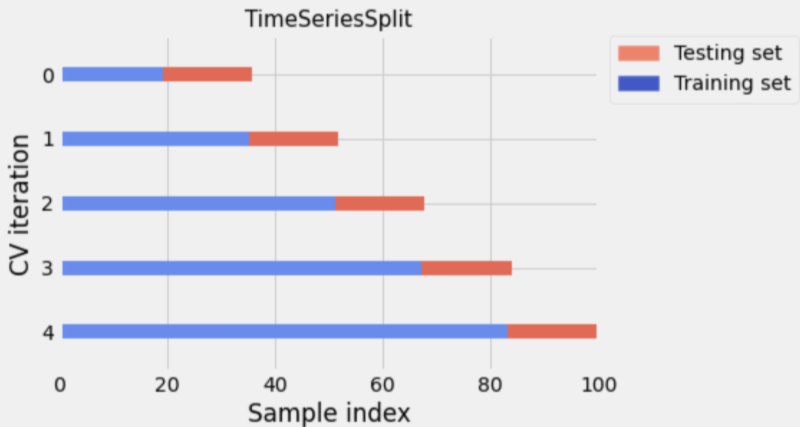 TimeSeriesSplit
Testing set
Training set
CV iteration
0
1
2
3
4
0 20 40 60 80 100
Sample index